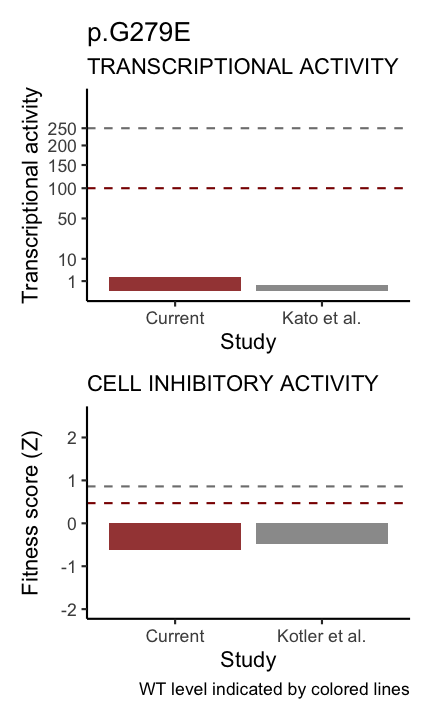 p.G279E
TRANSCRIPTIONAL ACTIVITY
Transcriptional activity
250
200
150
100
50
10
1
Current
Kato et al.
Study
CELL INHIBITORY ACTIVITY
Fitness score (Z)
2
1
0
-1
-2
Current
Kotler et al.
Study
WT level indicated by colored lines